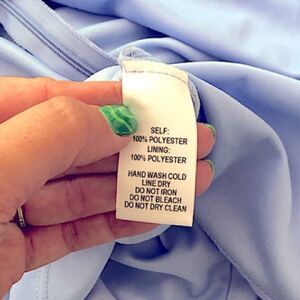 SELF:
100% POLYESTER
LINING:
100% POLYESTER
HAND WASH COLD
LINE DRY
DO NOT IRON
DO NOT BLEACH
DO NOT DRY CLEAN